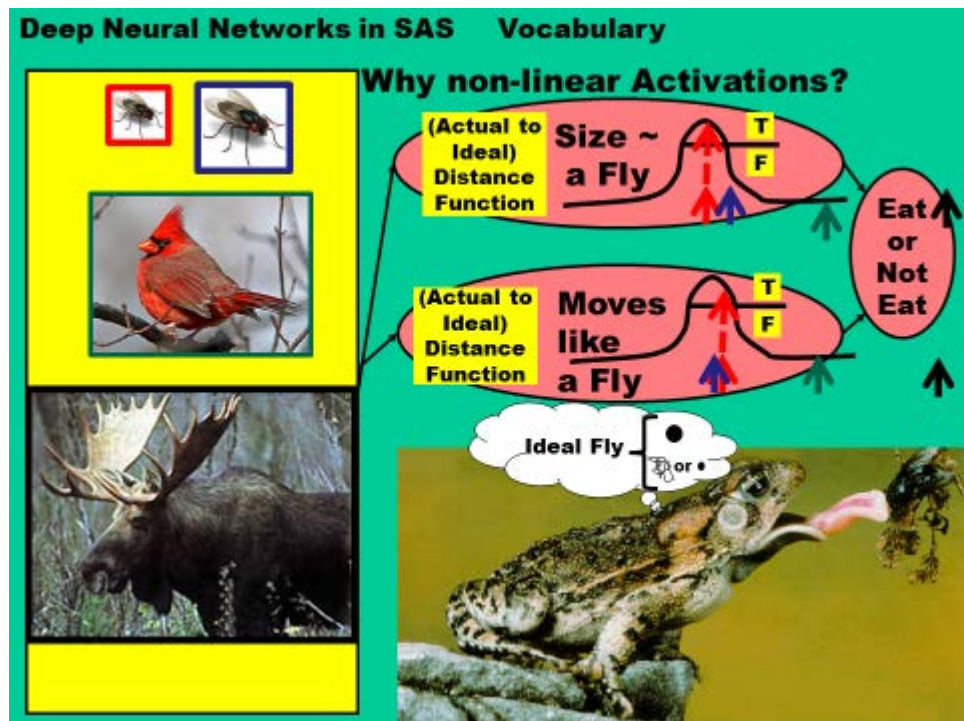 Deep Neural Networks in SAS Vocabulary
Why non-linear Activations?
(Actual to
Ideal)
Distance
Function
Size ~
a Fly
T
F
(Actual to
Ideal)
Distance
Function
Moves
like
a Fly
T
F
Eat
or
Not
Eat
Ideal Fly
or